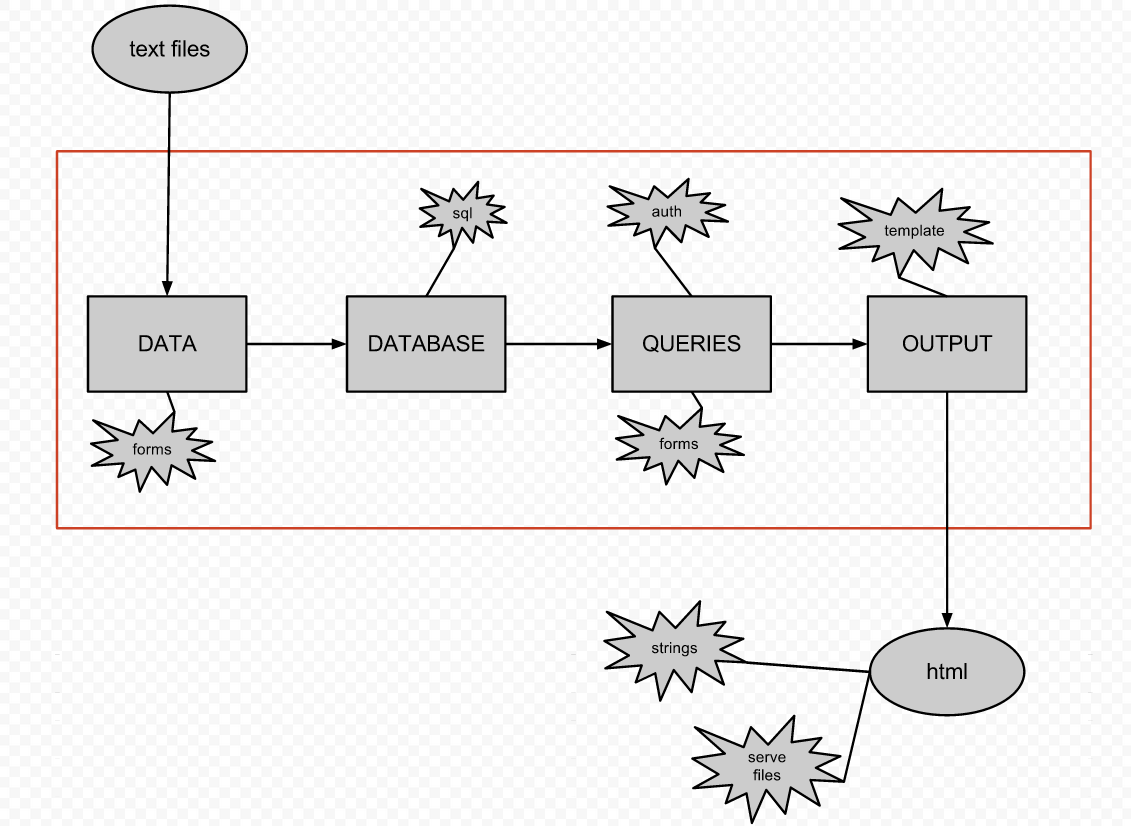 text files
sql
auth
template
DATA
DATABASE
QUERIES
OUTPUT
forms
forms
strings
html
serve
files